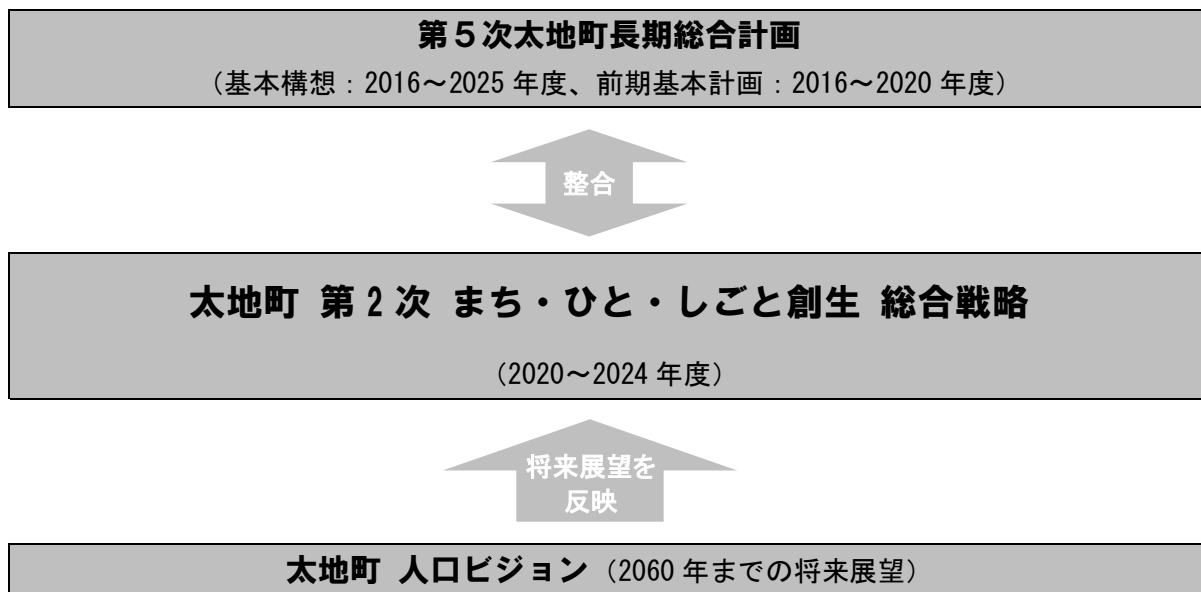 第５次太地町長期総合計画
（基本構想：2016～2025 年度、前期基本計画：2016～2020 年度）
整合
太地町 第２次 まち・ひと・しごと創生 総合戦略
（2020～2024 年度）
将来展望を
反映
太地町 人口ビジョン（2060 年までの将来展望）